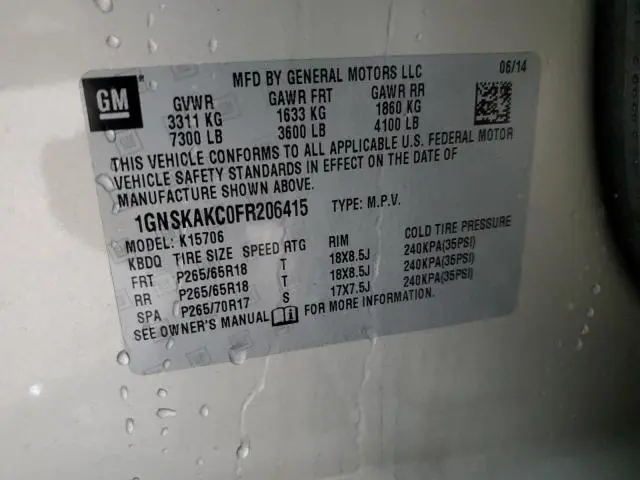 GM
MFD BY GENERAL MOTORS LLC 06/14
GVWR GAWR FRT GAWR RR
3311 KG 1633 KG 1860 KG
7300 LB 3600 LB 4100 LB
THIS VEHICLE CONFORMS TO ALL APPLICABLE U.S. FEDERAL MOTOR
VEHICLE SAFETY STANDARDS IN EFFECT ON THE DATE OF
MANUFACTURE SHOWN ABOVE.
1GNSKAKC0FR206415 TYPE: M.P.V.
MODEL: K15706
KBDQ TIRE SIZE SPEED RTG RIM COLD TIRE PRESSURE
FRT P265/65R18 T 18X8.5J 240KPA(35PSI)
RR P265/65R18 T 18X8.5J 240KPA(35PSI)
SPA P265/70R17 S 17X7.5J 240KPA(35PSI)
SEE OWNER'S MANUAL FOR MORE INFORMATION.